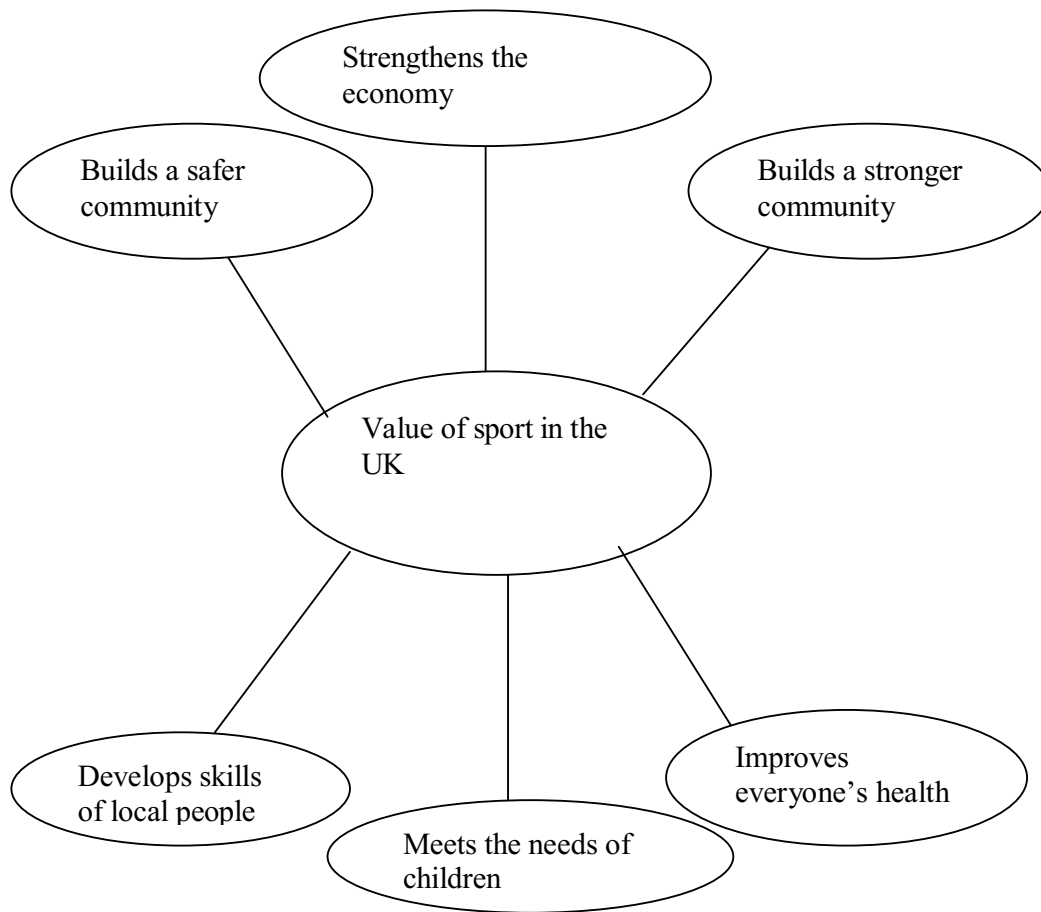 Strengthens the
economy
Builds a safer
community
Builds a stronger
community
Value of sport in the
UK
Develops skills
of local people
Meets the needs of
children
Improves
everyone’s health